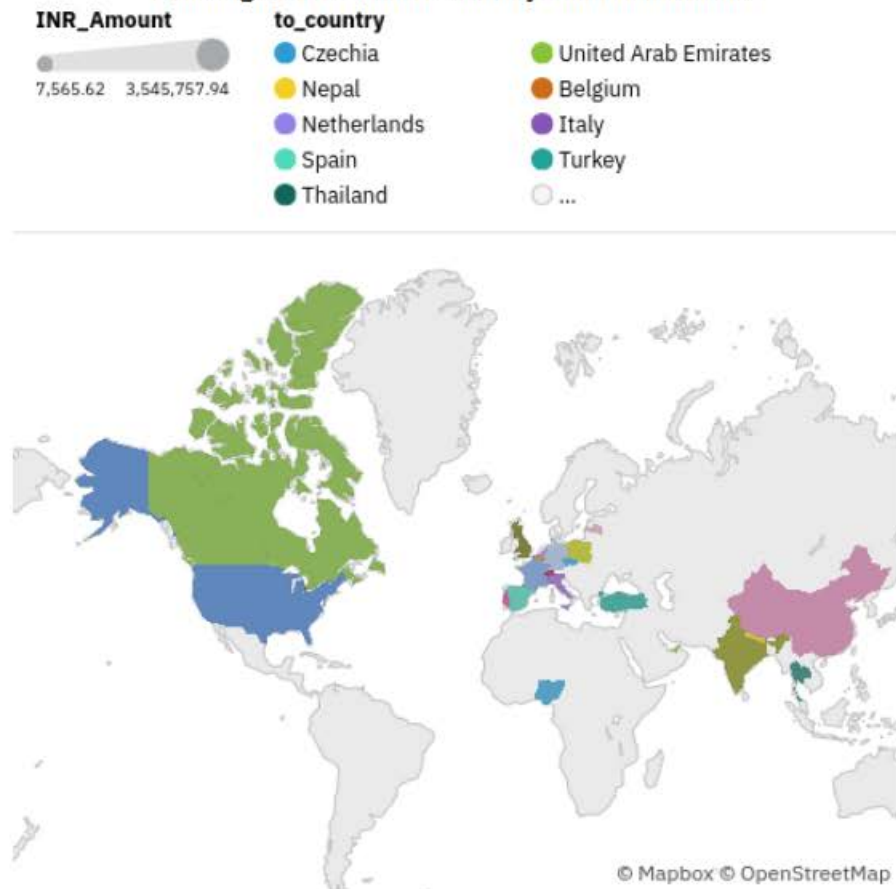 INR_Amount
7,565.62 3,545,757.94
to_country
Czechia
Nepal
Netherlands
Spain
Thailand
United Arab Emirates
Belgium
Italy
Turkey
...
© Mapbox © OpenStreetMap